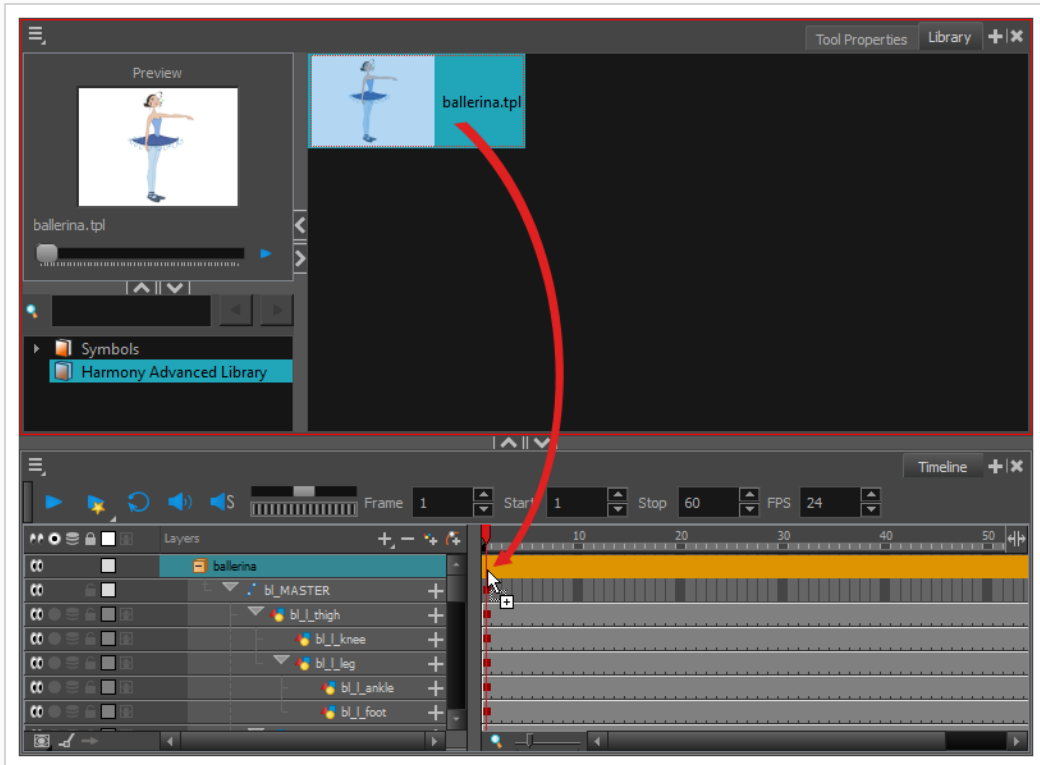 Tool Properties Library
Preview
ballerina.tpl
ballerina.tpl
Symbols
Harmony Advanced Library
Timeline
S Frame 1 Start 1 Stop 60 FPS 24
Layers 10 20 30 40 50
ballerina
bl_MASTER
bl_l_thigh
bl_l_knee
bl_l_leg
bl_l_ankle
bl_l_foot